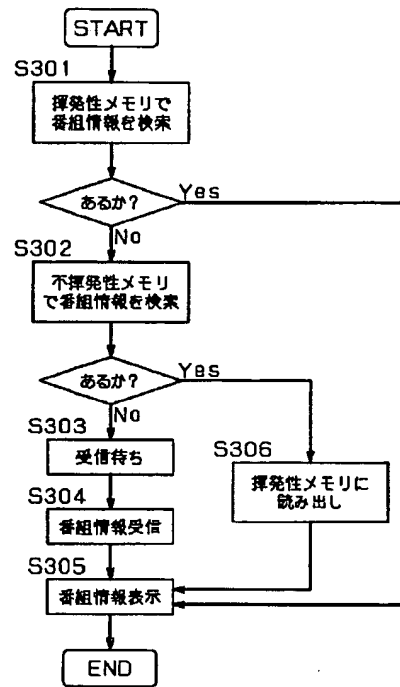 START
S301
揮発性メモリで
番組情報を検索
あるか?
Yes
No
S302
不揮発性メモリ
で番組情報を検索
あるか?
Yes
No
S303
受信待ち
S306
揮発性メモリに
読み出し
S304
番組情報受信
S305
番組情報表示
END